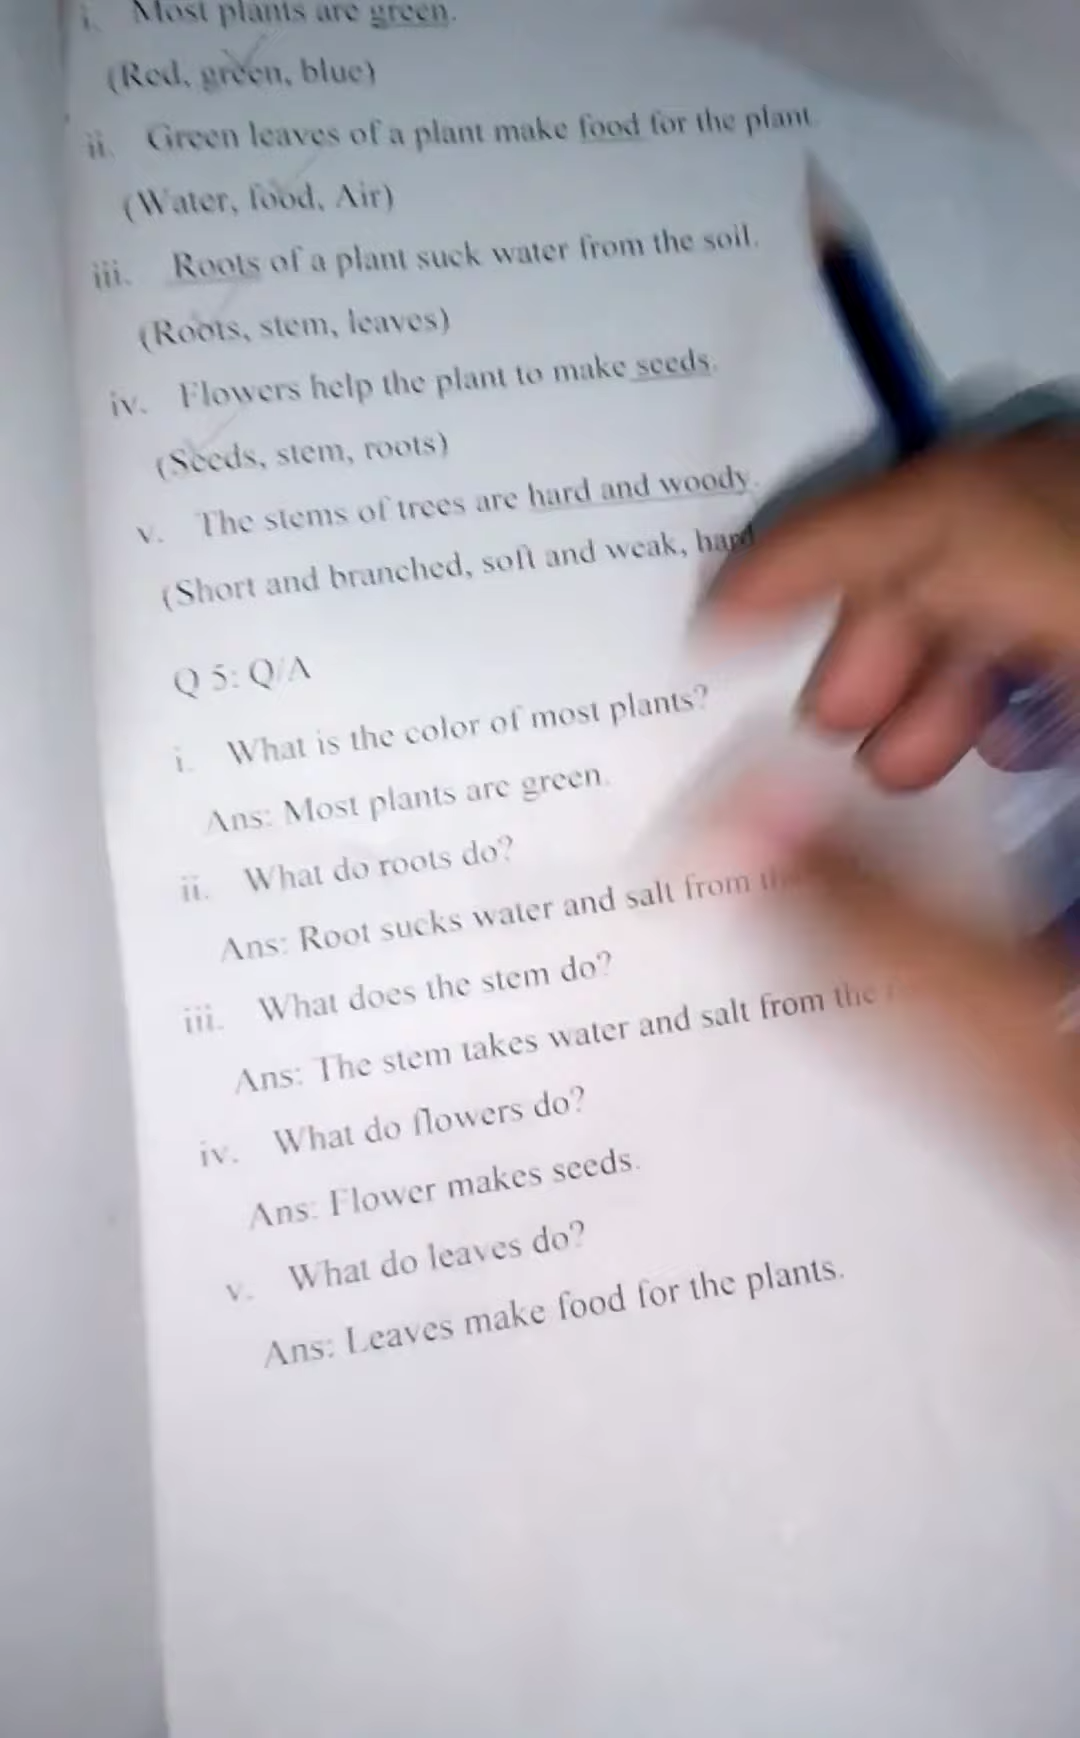 i. Most plants are green.
(Red, green, blue)
ii. Green leaves of a plant make food for the plant.
(Water, food, Air)
iii. Roots of a plant suck water from the soil.
(Roots, stem, leaves)
iv. Flowers help the plant to make seeds.
(Seeds, stem, roots)
v. The stems of trees are hard and woody.
(Short and branched, soft and weak, hard
Q 5: Q/A
i. What is the color of most plants?
Ans: Most plants are green.
ii. What do roots do?
Ans: Root sucks water and salt from
iii. What does the stem do?
Ans: The stem takes water and salt from the
iv. What do flowers do?
Ans: Flower makes seeds.
v. What do leaves do?
Ans: Leaves make food for the plants.